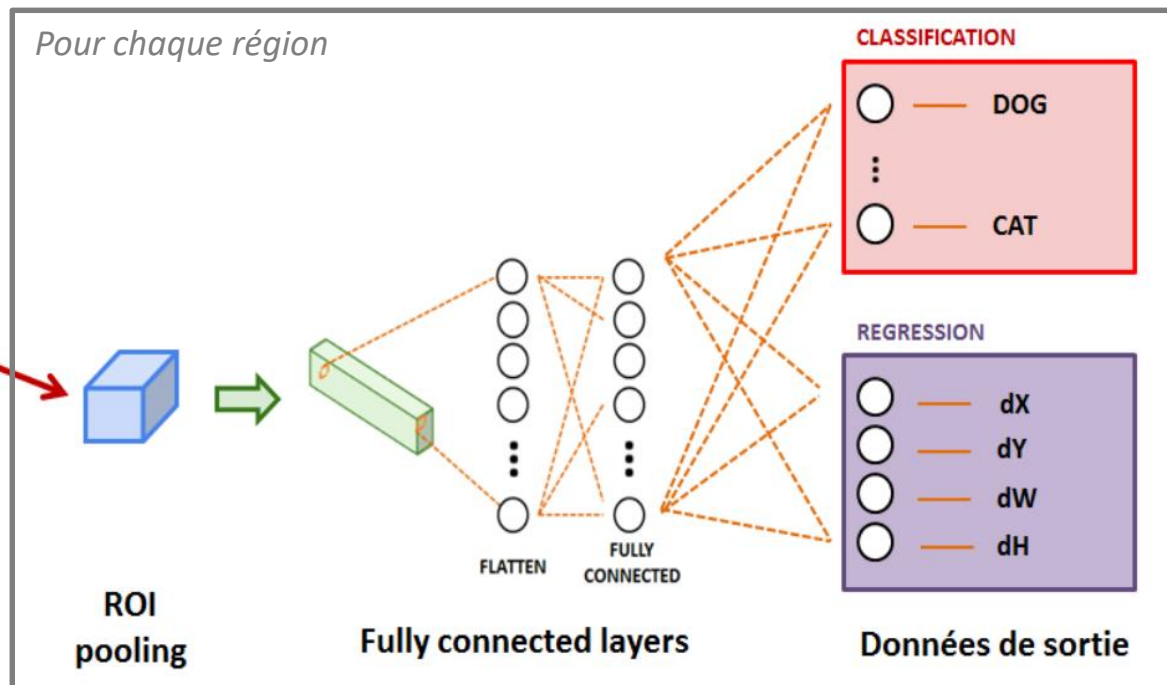 Pour chaque région
ROI
pooling
FLATTEN
FULLY
CONNECTED
Fully connected layers
CLASSIFICATION
DOG
CAT
REGRESSION
dX
dY
dW
dH
Données de sortie